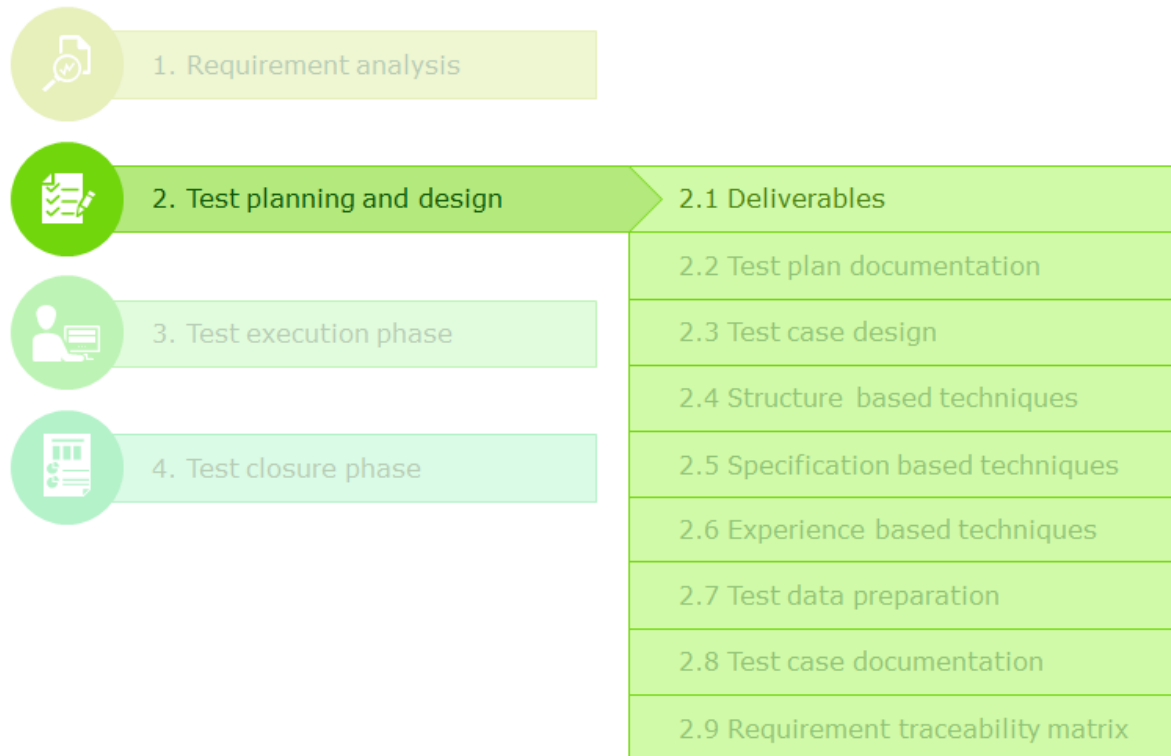 1. Requirement analysis
2. Test planning and design
2.1 Deliverables
2.2 Test plan documentation
2.3 Test case design
2.4 Structure based techniques
2.5 Specification based techniques
2.6 Experience based techniques
2.7 Test data preparation
2.8 Test case documentation
2.9 Requirement traceability matrix
3. Test execution phase
4. Test closure phase